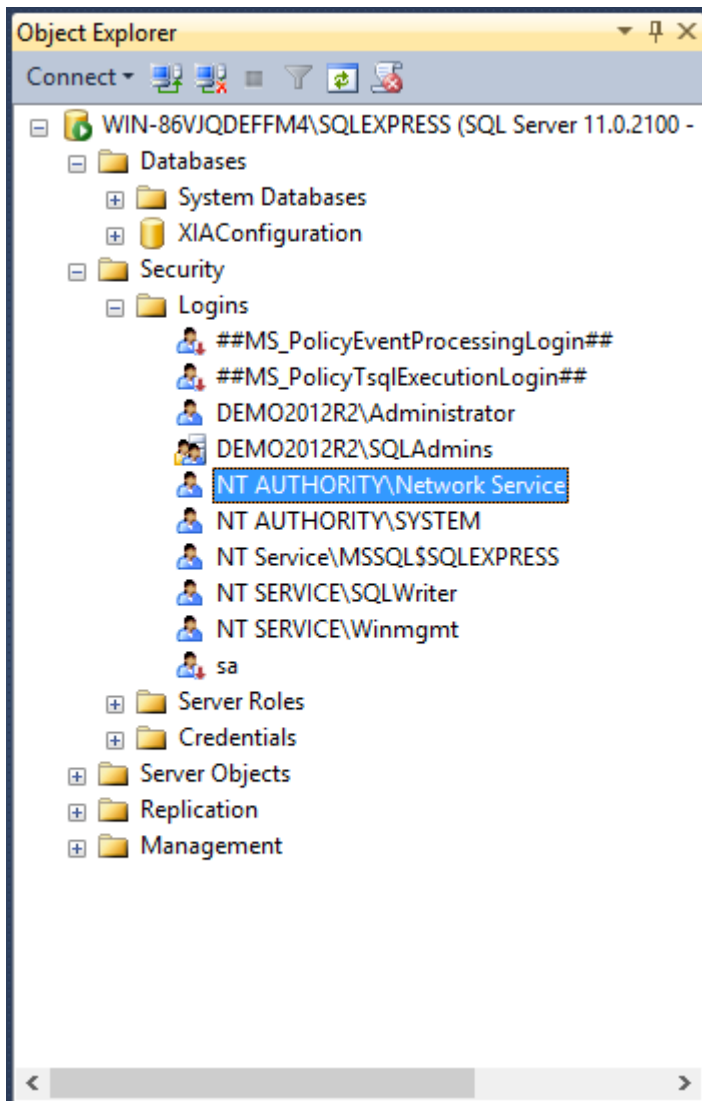 Object Explorer
Connect
WIN-86VJQDEFFM4\SQLEXPRESS (SQL Server 11.0.2100 -
Databases
System Databases
XIAConfiguration
Security
Logins
##MS_PolicyEventProcessingLogin##
##MS_PolicyTsqlExecutionLogin##
DEMO2012R2\Administrator
DEMO2012R2\SQLAdmins
NT AUTHORITY\Network Service
NT AUTHORITY\SYSTEM
NT Service\MSSQL$SQLEXPRESS
NT SERVICE\SQLWriter
NT SERVICE\Winmgmt
sa
Server Roles
Credentials
Server Objects
Replication
Management